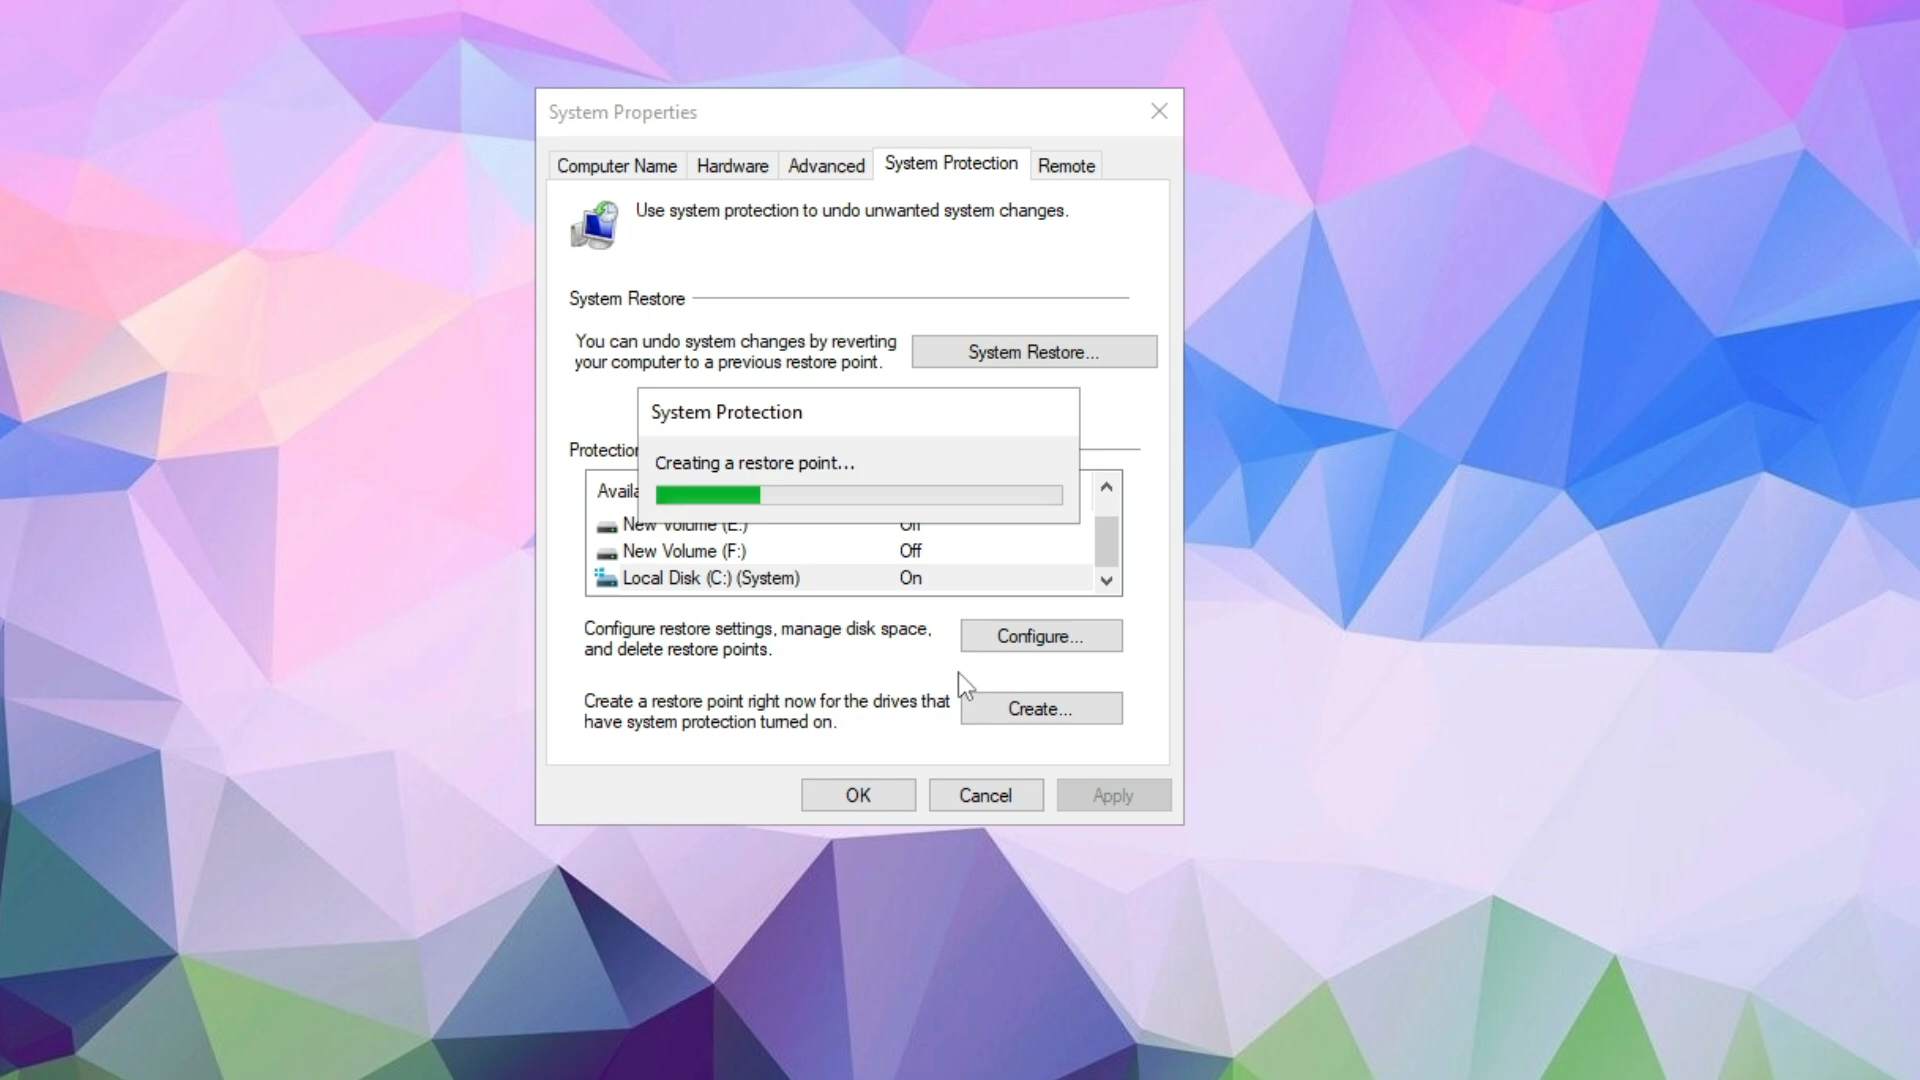 System Properties
Computer Name
Hardware
Advanced
System Protection
Remote
Use system protection to undo unwanted system changes.
System Restore
You can undo system changes by reverting
your computer to a previous restore point.
System Restore...
System Protection
Protection
Creating a restore point...
Availa
New Volume (E:) Off
New Volume (F:) Off
Local Disk (C:) (System) On
Configure restore settings, manage disk space,
and delete restore points.
Configure...
Create a restore point right now for the drives that
have system protection turned on.
Create...
OK
Cancel
Apply